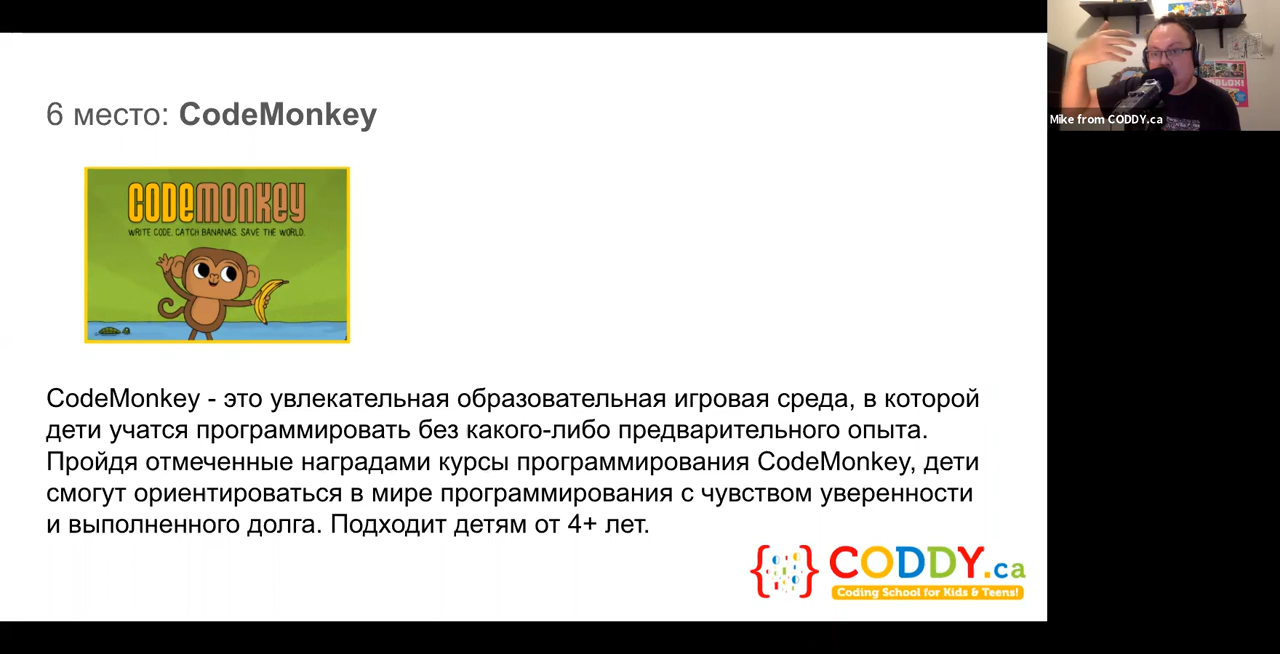 6 место: CodeMonkey
CODEMONKEY
WRITE CODE. CATCH BANANAS. SAVE THE WORLD.
CodeMonkey - это увлекательная образовательная игровая среда, в которой
дети учатся программировать без какого-либо предварительного опыта.
Пройдя отмеченные наградами курсы программирования CodeMonkey, дети
смогут ориентироваться в мире программирования с чувством уверенности
и выполненного долга. Подходит детям от 4+ лет.
{ } CODDY.ca
Coding School for Kids & Teens!
Mike from CODDY.ca